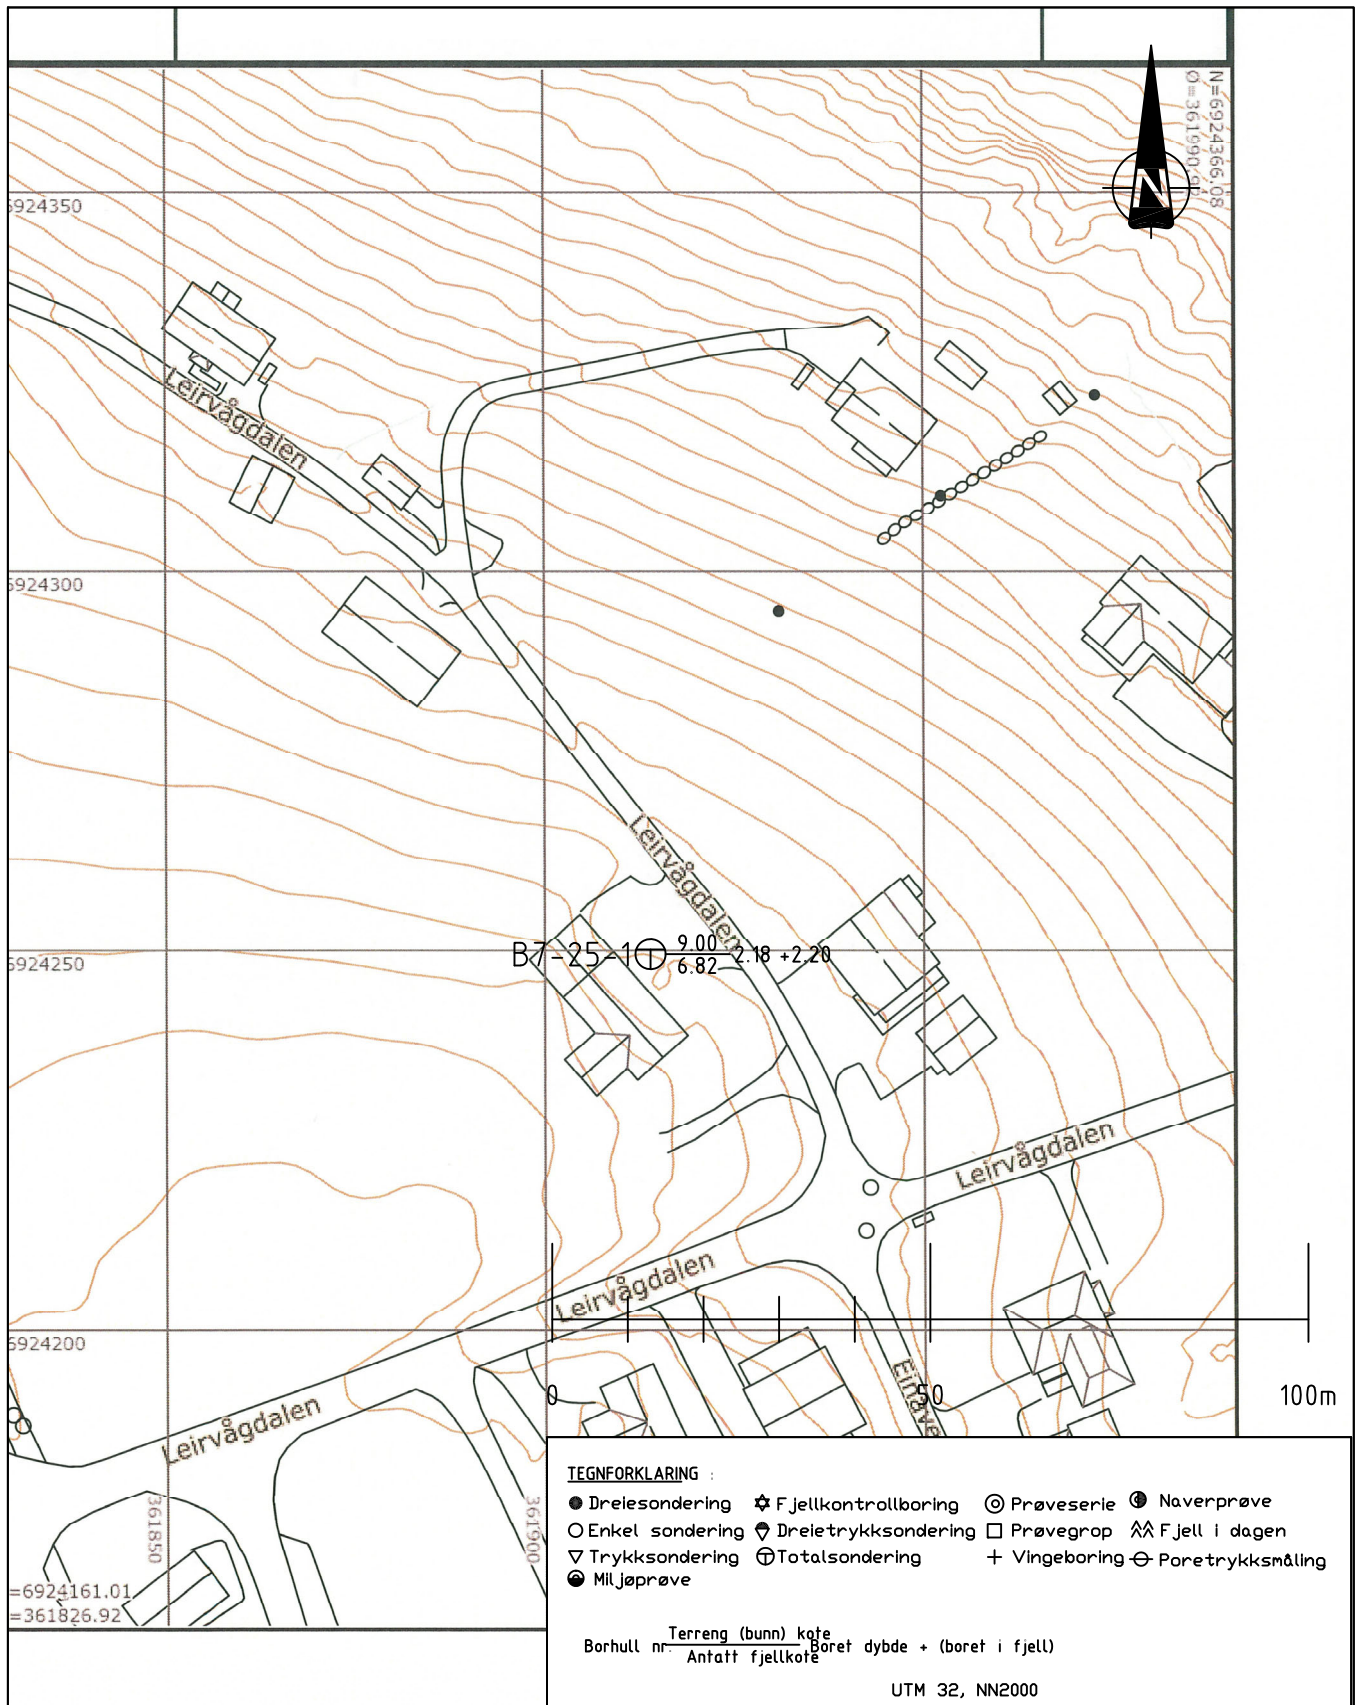 N=6924366.08
6924350
Leirvågdalen
6924300
Leirvågdalen
B7-25-1 9.00 2.18 +2.20
6.82
6924250
Leirvågdalen
Leirvågdalen
6924200
0 50 100m
Leirvågdalen
361850
361900
=6924161.01
=361826.92
TEGNFORKLARING :
Dreiesondering Fjellkontrollboring Prøveserie Naverprøve
Enkel sondering Dreietrykksondering Prøvegrop Fjell i dagen
Trykksondering Totalsondering Vingeboring Poretrykksmåling
Miljøprøve
Borhull nr. Terreng (bunn) kote Boret dybde + (boret i fjell)
Antatt fjellkote
UTM 32, NN2000